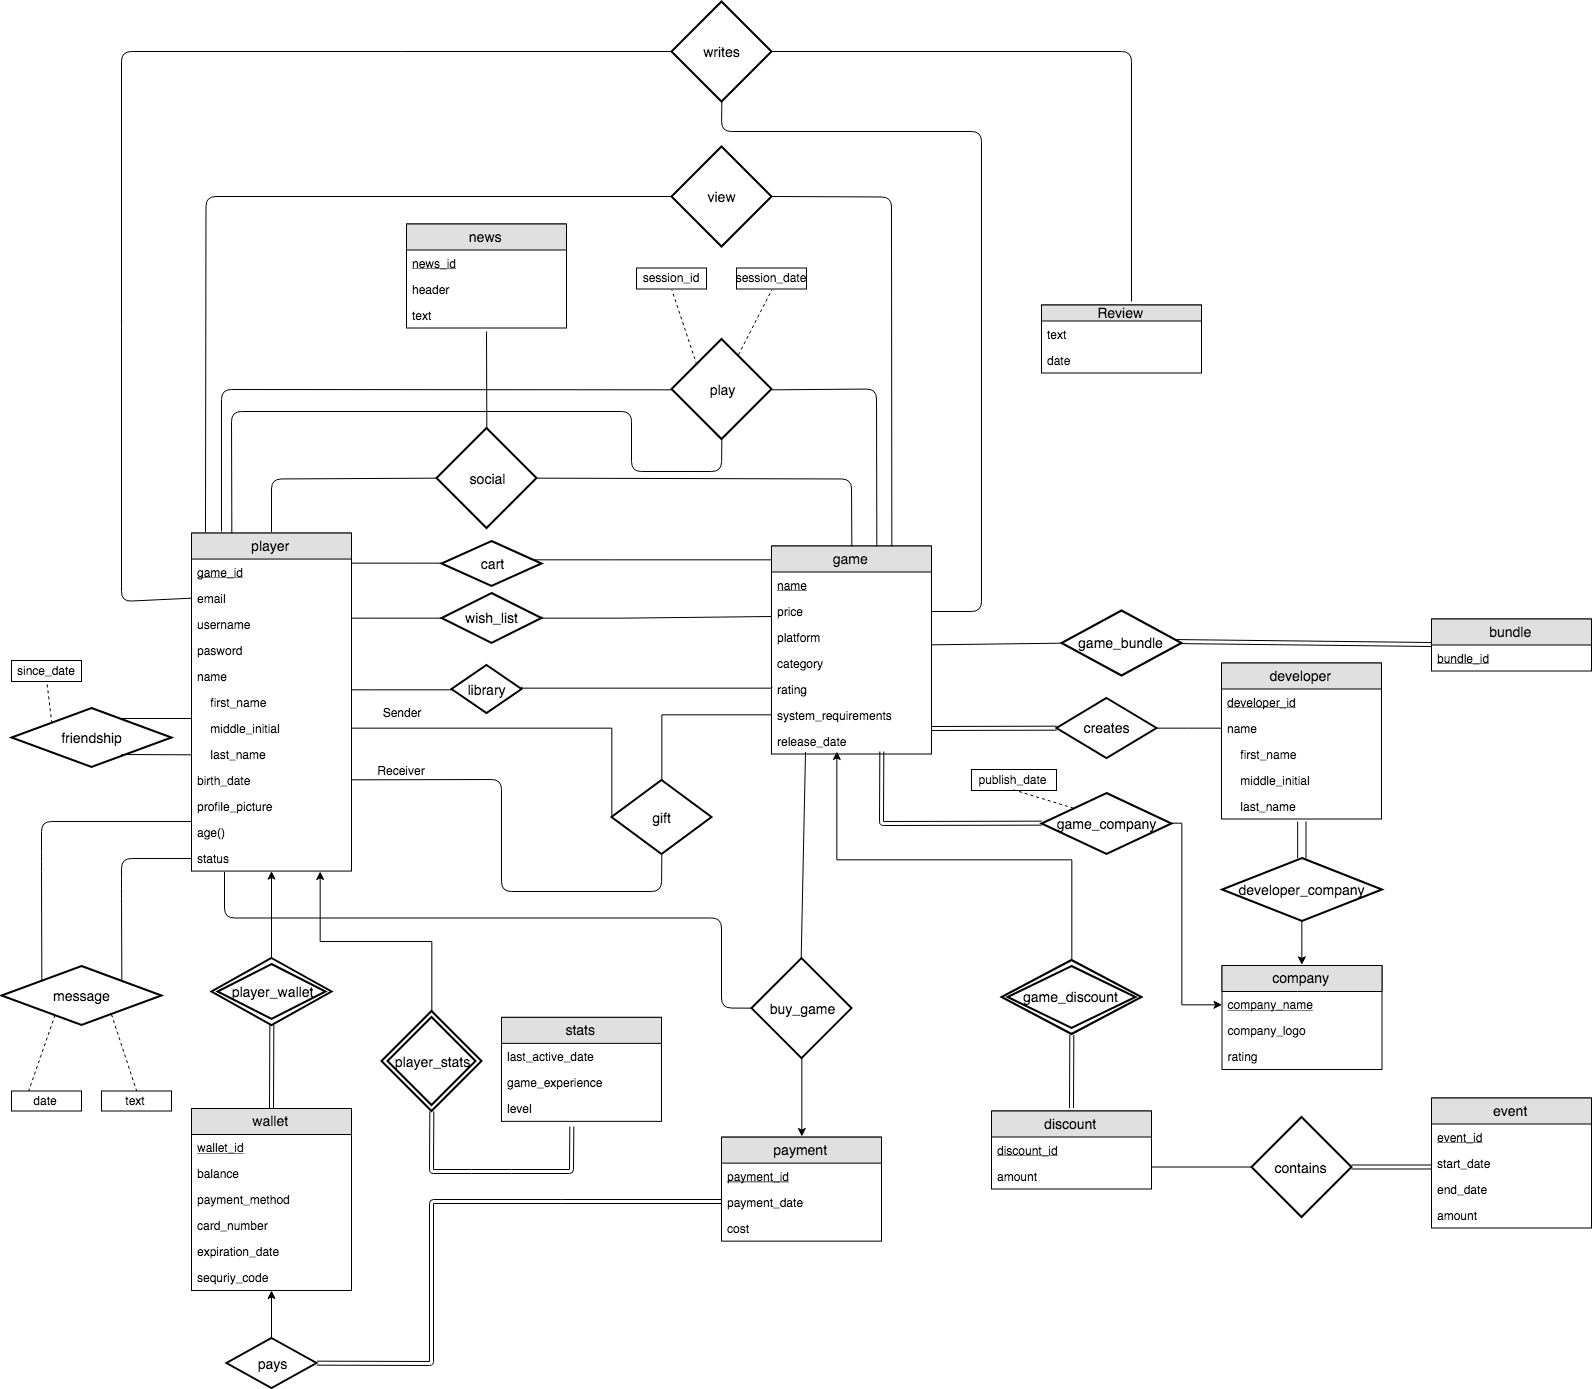 writes
view
news
news_id
header
text
session_id
session_date
Review
text
date
play
social
player
game_id
email
username
pasword
name
first_name
middle_initial
last_name
birth_date
profile_picture
age()
status
cart
wish_list
library
Sender
Receiver
gift
game
name
price
platform
category
rating
system_requirements
release_date
game_bundle
bundle
bundle_id
creates
developer
developer_id
name
first_name
middle_initial
last_name
since_date
friendship
publish_date
game_company
developer_company
message
date
text
player_wallet
player_stats
stats
last_active_date
game_experience
level
buy_game
game_discount
company
company_name
company_logo
rating
wallet
wallet_id
balance
payment_method
card_number
expiration_date
sequriy_code
payment
payment_id
payment_date
cost
discount
discount_id
amount
contains
event
event_id
start_date
end_date
amount
pays